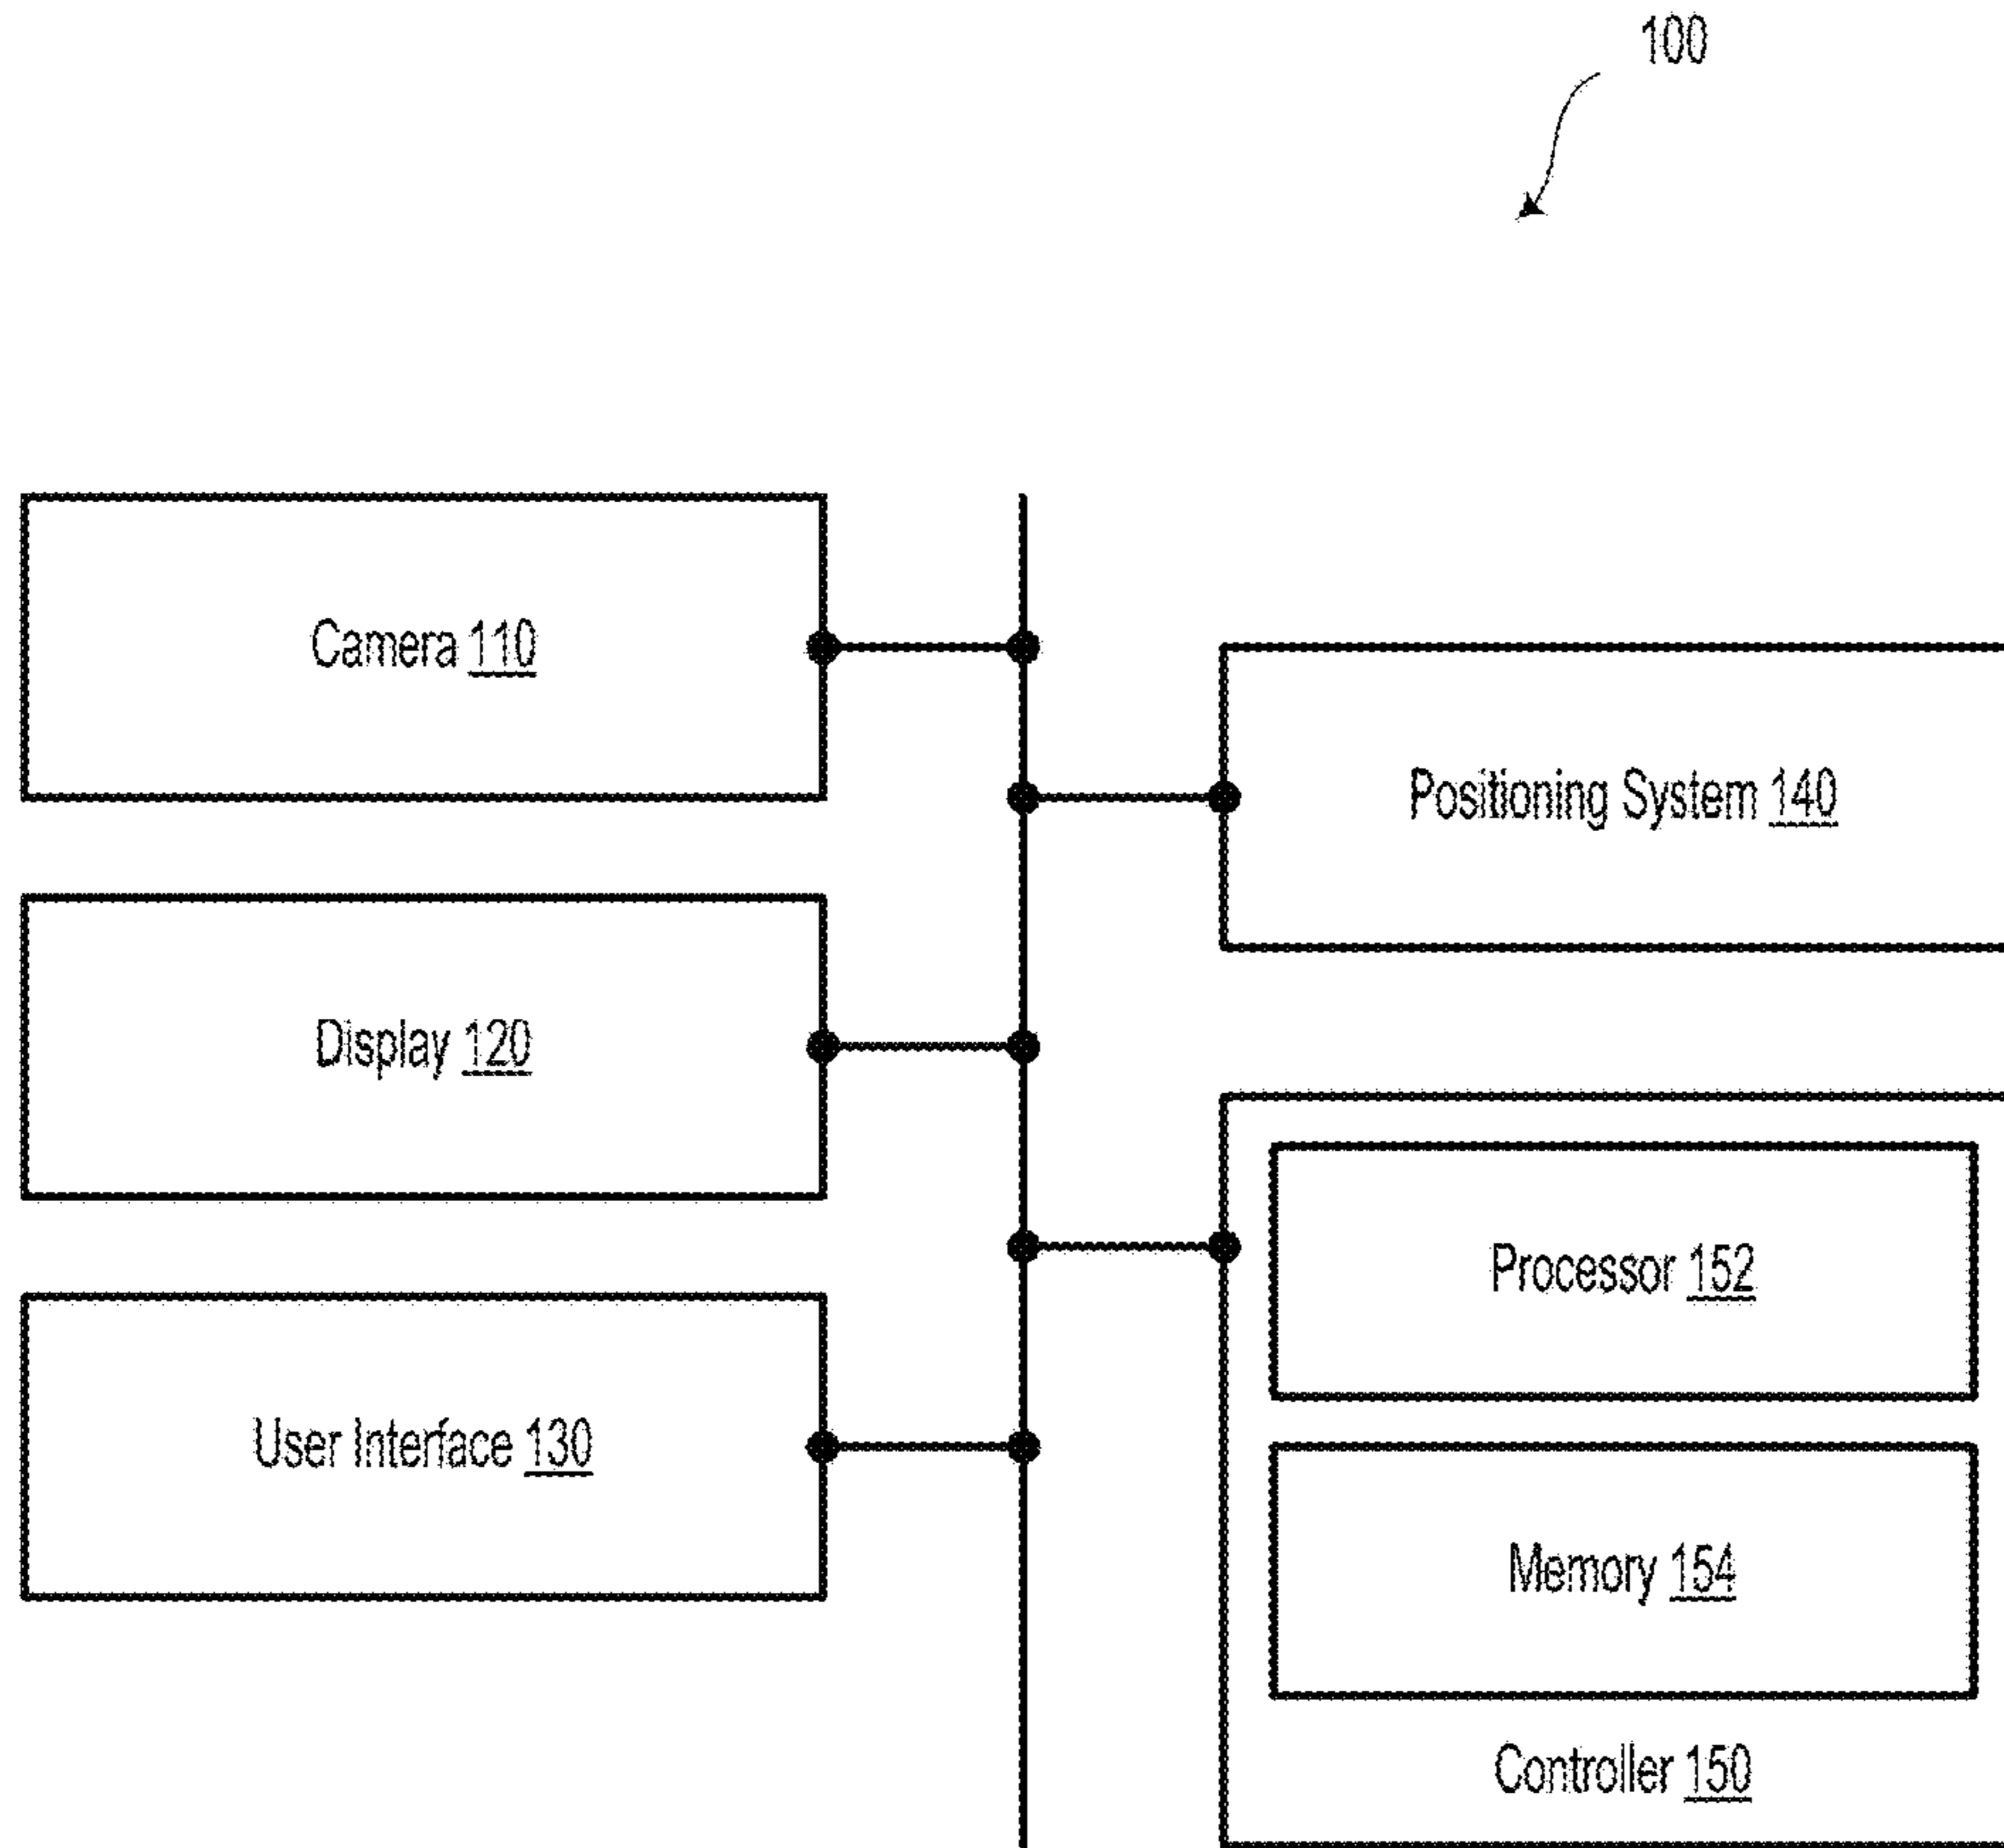 100
Camera 110
Positioning System 140
Display 120
Processor 152
User Interface 130
Memory 154
Controller 150